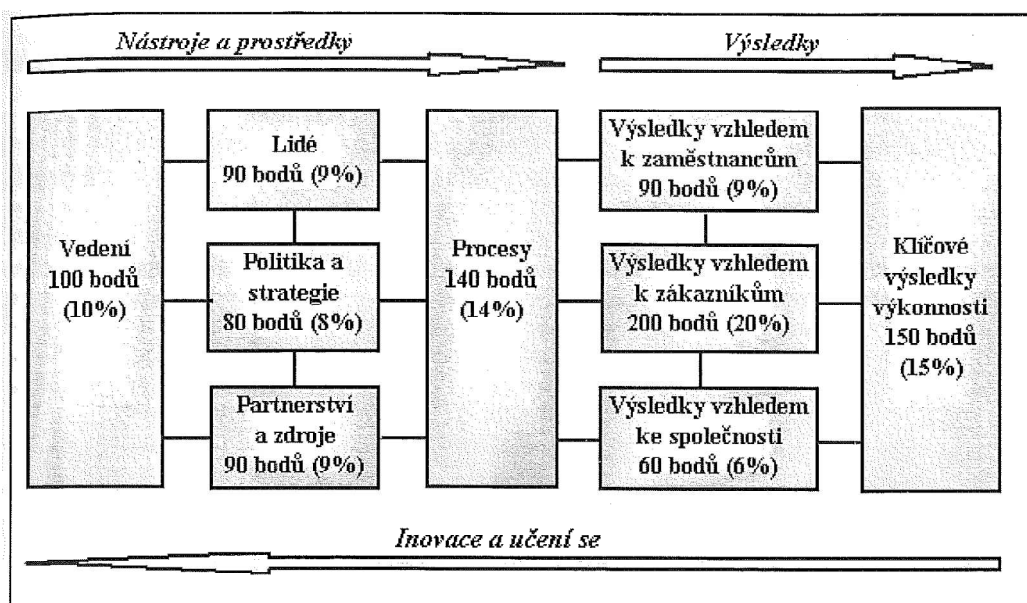 Nástroje a prostředky
Výsledky
Vedení
100 bodů
(10%)
Lidé
90 bodů (9%)
Politika a
strategie
80 bodů (8%)
Partnerství
a zdroje
90 bodů (9%)
Procesy
140 bodů
(14%)
Výsledky vzhledem
k zaměstnancům
90 bodů (9%)
Výsledky vzhledem
k zákazníkům
200 bodů (20%)
Výsledky vzhledem
ke společnosti
60 bodů (6%)
Klíčové
výsledky
výkonnosti
150 bodů
(15%)
Inovace a učení se